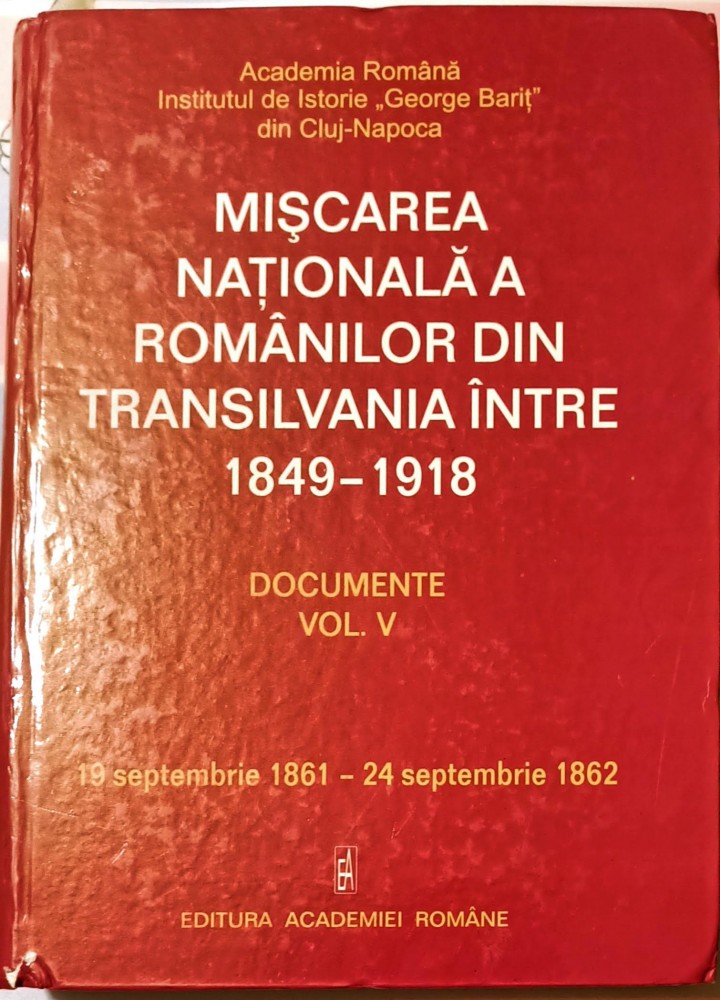 Academia Română
Institutul de Istorie „George Bariţ”
din Cluj-Napoca
MIŞCAREA
NAŢIONALĂ A
ROMÂNILOR DIN
TRANSILVANIA ÎNTRE
1849–1918
DOCUMENTE
VOL. V
19 septembrie 1861 – 24 septembrie 1862
EA
EDITURA ACADEMIEI ROMÂNE